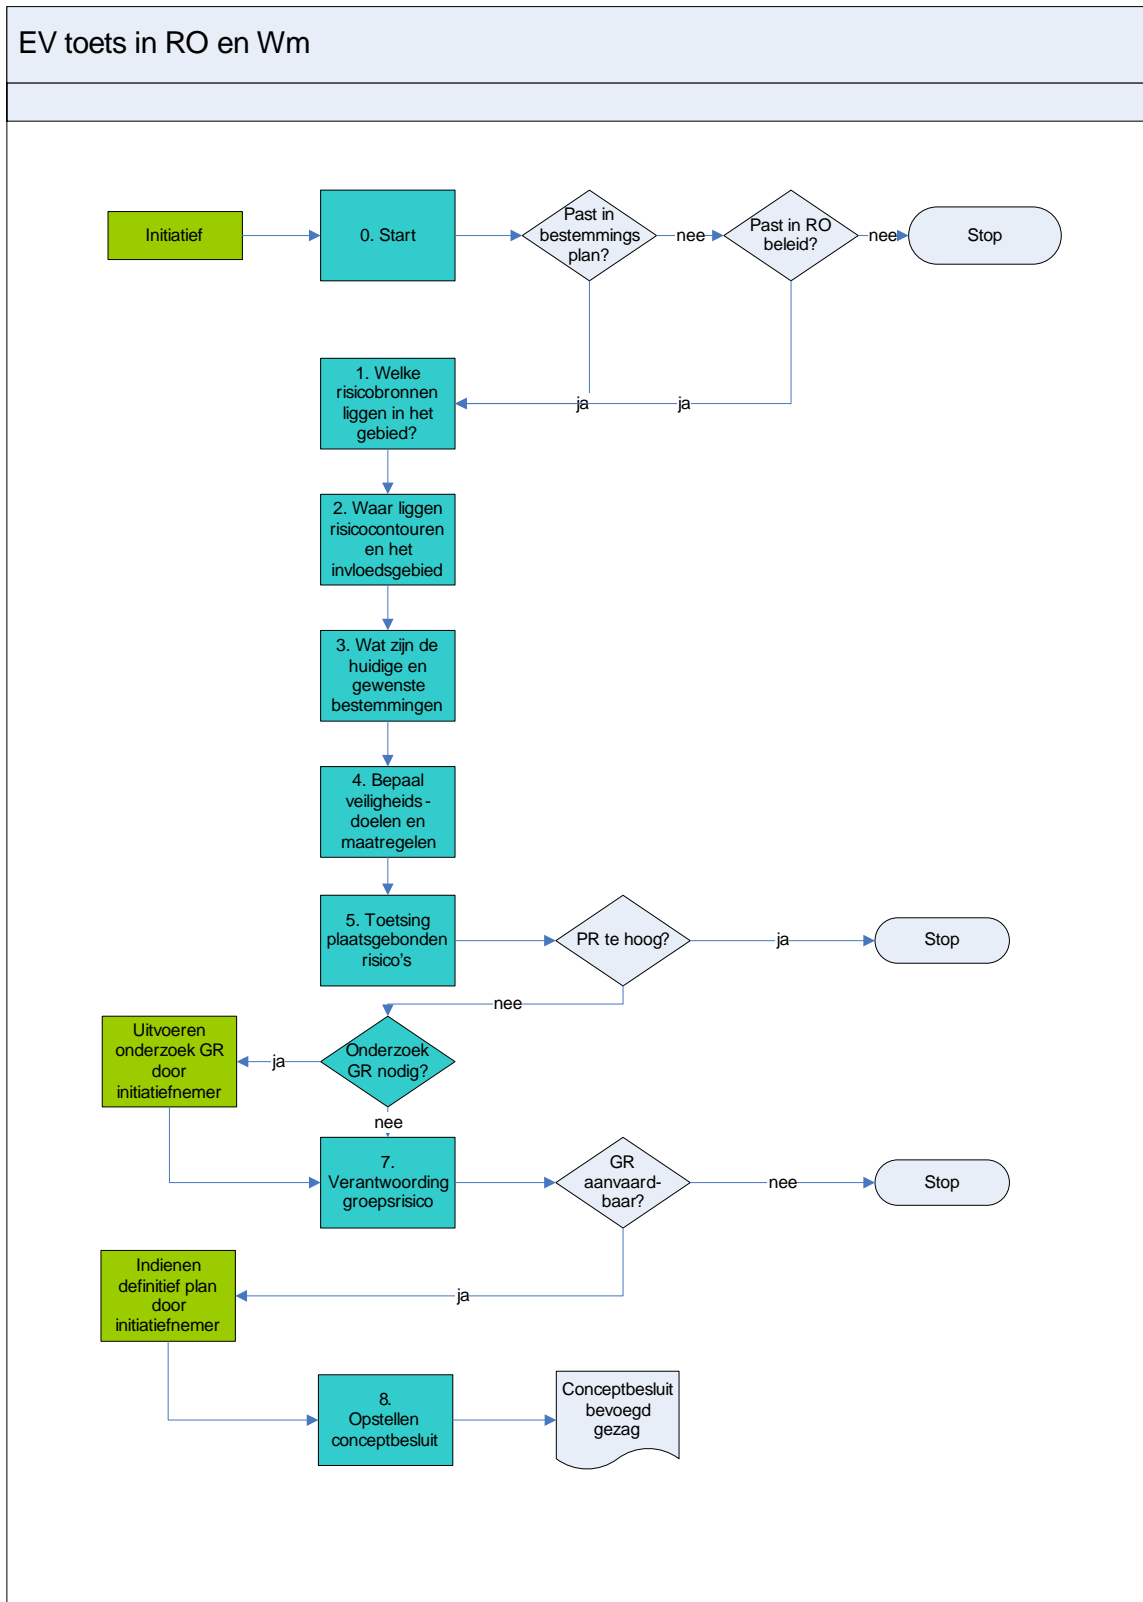 EV toets in RO en Wm
Initiatief
0. Start
Past in
bestemmings
plan?
nee
Past in RO
beleid?
nee
Stop
1. Welke
risicobronnen
liggen in het
gebied?
ja
ja
2. Waar liggen
risicocontouren
en het
invloedsgebied
3. Wat zijn de
huidige en
gewenste
bestemmingen
4. Bepaal
veiligheids-
doelen en
maatregelen
5. Toetsing
plaatsgebonden
risico's
PR te hoog?
ja
Stop
nee
Uitvoeren
onderzoek GR
door
initiatiefnemer
ja
Onderzoek
GR nodig?
nee
7.
Verantwoording
groepsrisico
GR
aanvaard-
baar?
nee
Stop
Indienen
definitief plan
door
initiatiefnemer
ja
8.
Opstellen
conceptbesluit
Conceptbesluit
bevoegd
gezag